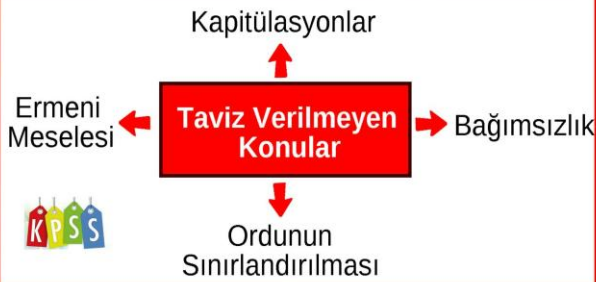 Kapitülasyonlar
Ermeni
Meselesi
Taviz Verilmeyen
Konular
Bağımsızlık
KPSS
Ordunun
Sınırlandırılması